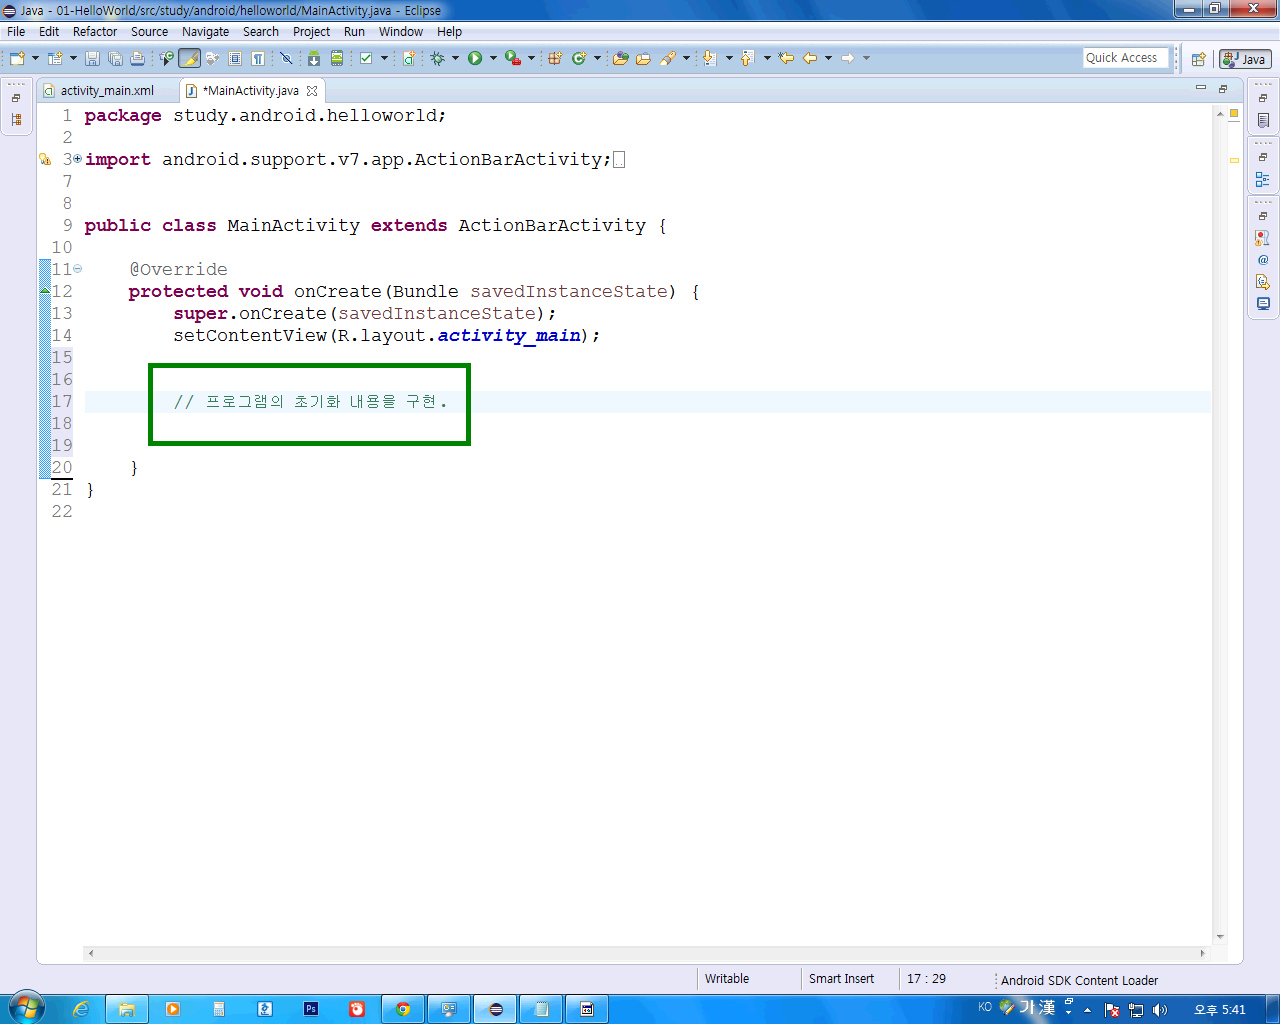 Java - 01-HelloWorld/src/study/android/helloworld/MainActivity.java - Eclipse
File Edit Refactor Source Navigate Search Project Run Window Help
Quick Access
Java
activity_main.xml
*MainActivity.java
1 package study.android.helloworld;
2
3 import android.support.v7.app.ActionBarActivity;
7
8
9 public class MainActivity extends ActionBarActivity {
10
11 @Override
12 protected void onCreate(Bundle savedInstanceState) {
13 super.onCreate(savedInstanceState);
14 setContentView(R.layout.activity_main);
15
16
17 // 프로그램의 초기화 내용을 구현.
18
19
20 }
21 }
22
Writable Smart Insert 17 : 29 Android SDK Content Loader
KO 가 漢 오후 5:41